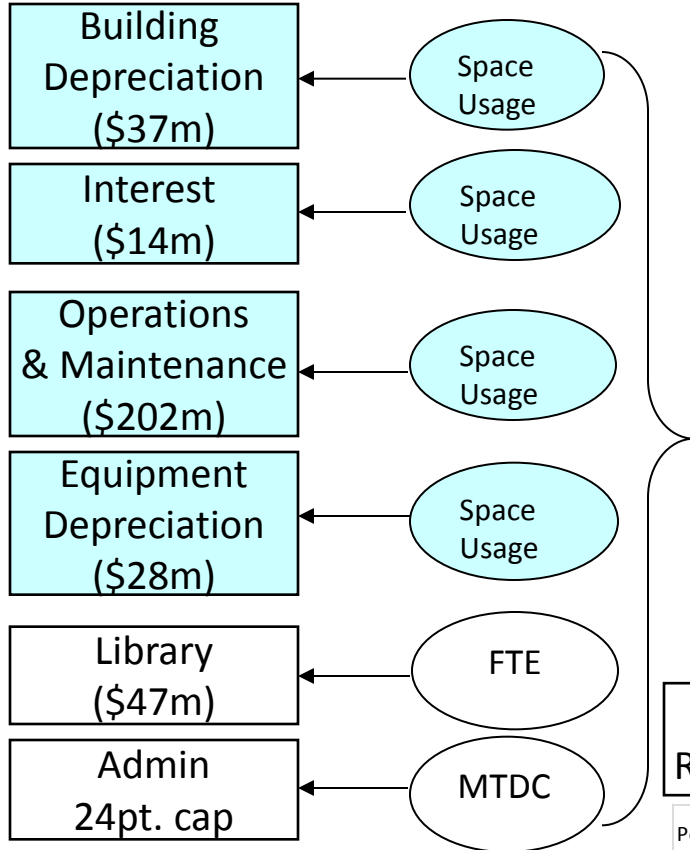 Building
Depreciation
($37m)
Space
Usage
Interest
($14m)
Space
Usage
Operations
& Maintenance
($202m)
Space
Usage
Equipment
Depreciation
($28m)
Space
Usage
Library
($47m)
FTE
Admin
24pt. cap
MTDC